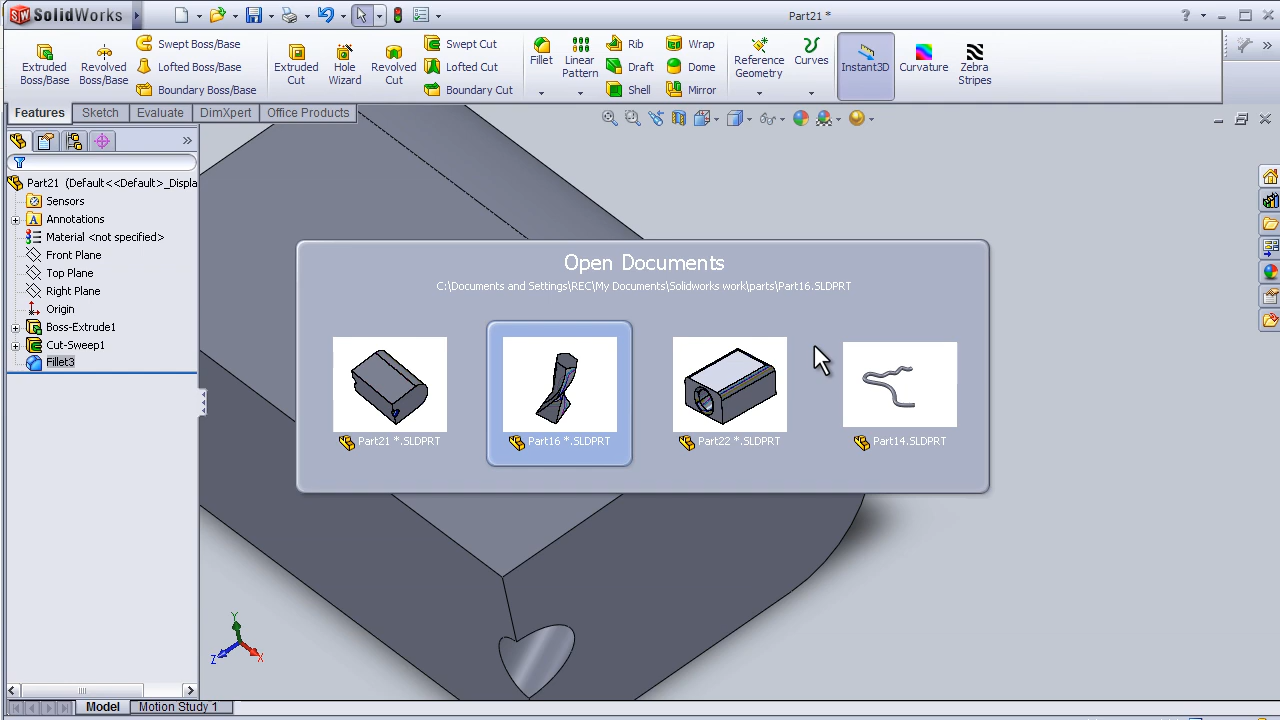 SolidWorks
Part21 *
Extruded Boss/Base
Revolved Boss/Base
Swept Boss/Base
Lofted Boss/Base
Boundary Boss/Base
Extruded Cut
Hole Wizard
Revolved Cut
Swept Cut
Lofted Cut
Boundary Cut
Fillet
Linear Pattern
Rib
Draft
Shell
Wrap
Dome
Mirror
Reference Geometry
Curves
Instant3D
Curvature
Zebra Stripes
Features
Sketch
Evaluate
DimXpert
Office Products
Part21 (Default<<Default>_Displa
Sensors
Annotations
Material <not specified>
Front Plane
Top Plane
Right Plane
Origin
Boss-Extrude1
Cut-Sweep1
Fillet3
Open Documents
C:\Documents and Settings\REC\My Documents\Solidworks work\parts\Part16.SLDPRT
Part21 *.SLDPRT
Part16 *.SLDPRT
Part22 *.SLDPRT
Part14.SLDPRT
Y
Z
X
Model
Motion Study 1